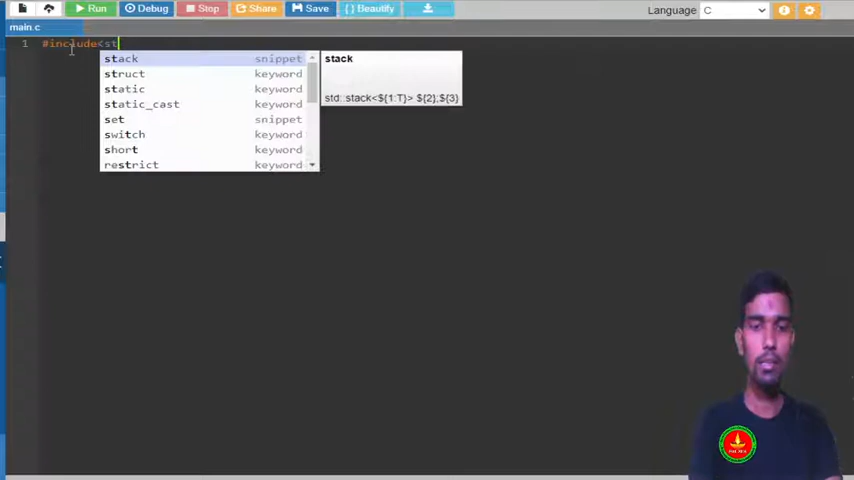 Run Debug Stop Share Save {} Beautify Language C
main.c
1 #include<st
stack snippet
struct keyword
static keyword
static_cast keyword
set snippet
switch keyword
short keyword
restrict keyword
stack
std::stack<${1:T}> ${2};${3}